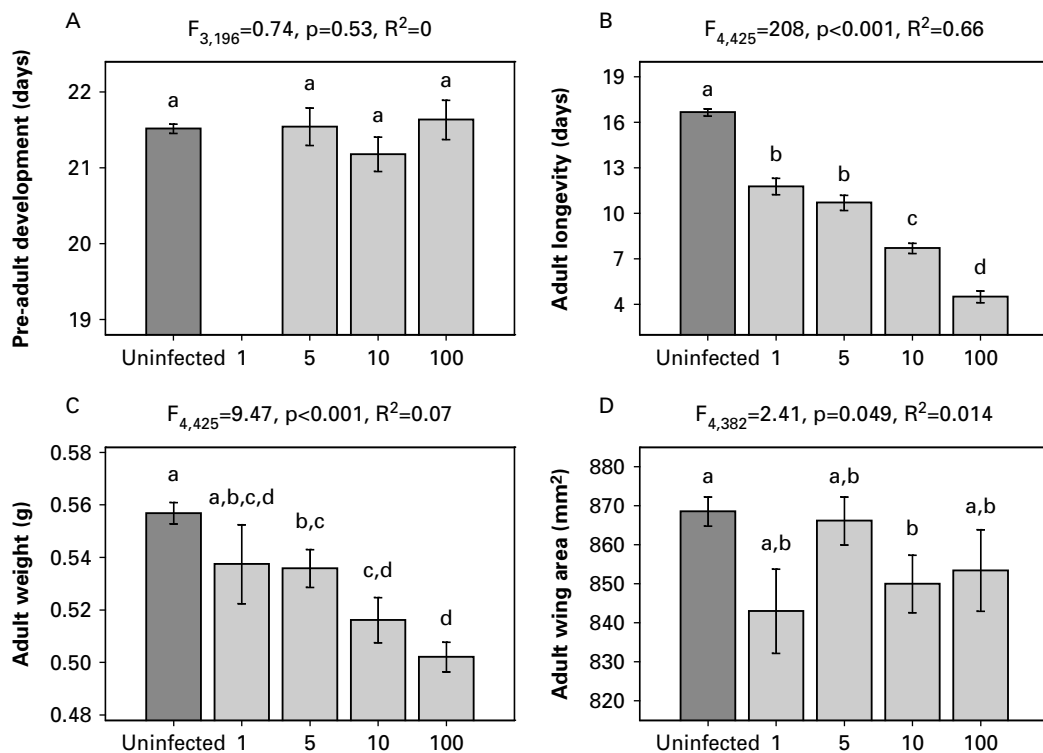 A
F3,196=0.74, p=0.53, R2=0
Pre-adult development (days)
22
21
20
19
a
a
a
a
Uninfected 1 5 10 100
B
F4,425=208, p<0.001, R2=0.66
Adult longevity (days)
19
16
13
10
7
4
a
b
b
c
d
Uninfected 1 5 10 100
C
F4,425=9.47, p<0.001, R2=0.07
Adult weight (g)
0.58
0.56
0.54
0.52
0.50
0.48
a
a,b,c,d
b,c
c,d
d
Uninfected 1 5 10 100
D
F4,382=2.41, p=0.049, R2=0.014
Adult wing area (mm2)
880
870
860
850
840
830
820
a
a,b
a,b
b
a,b
Uninfected 1 5 10 100